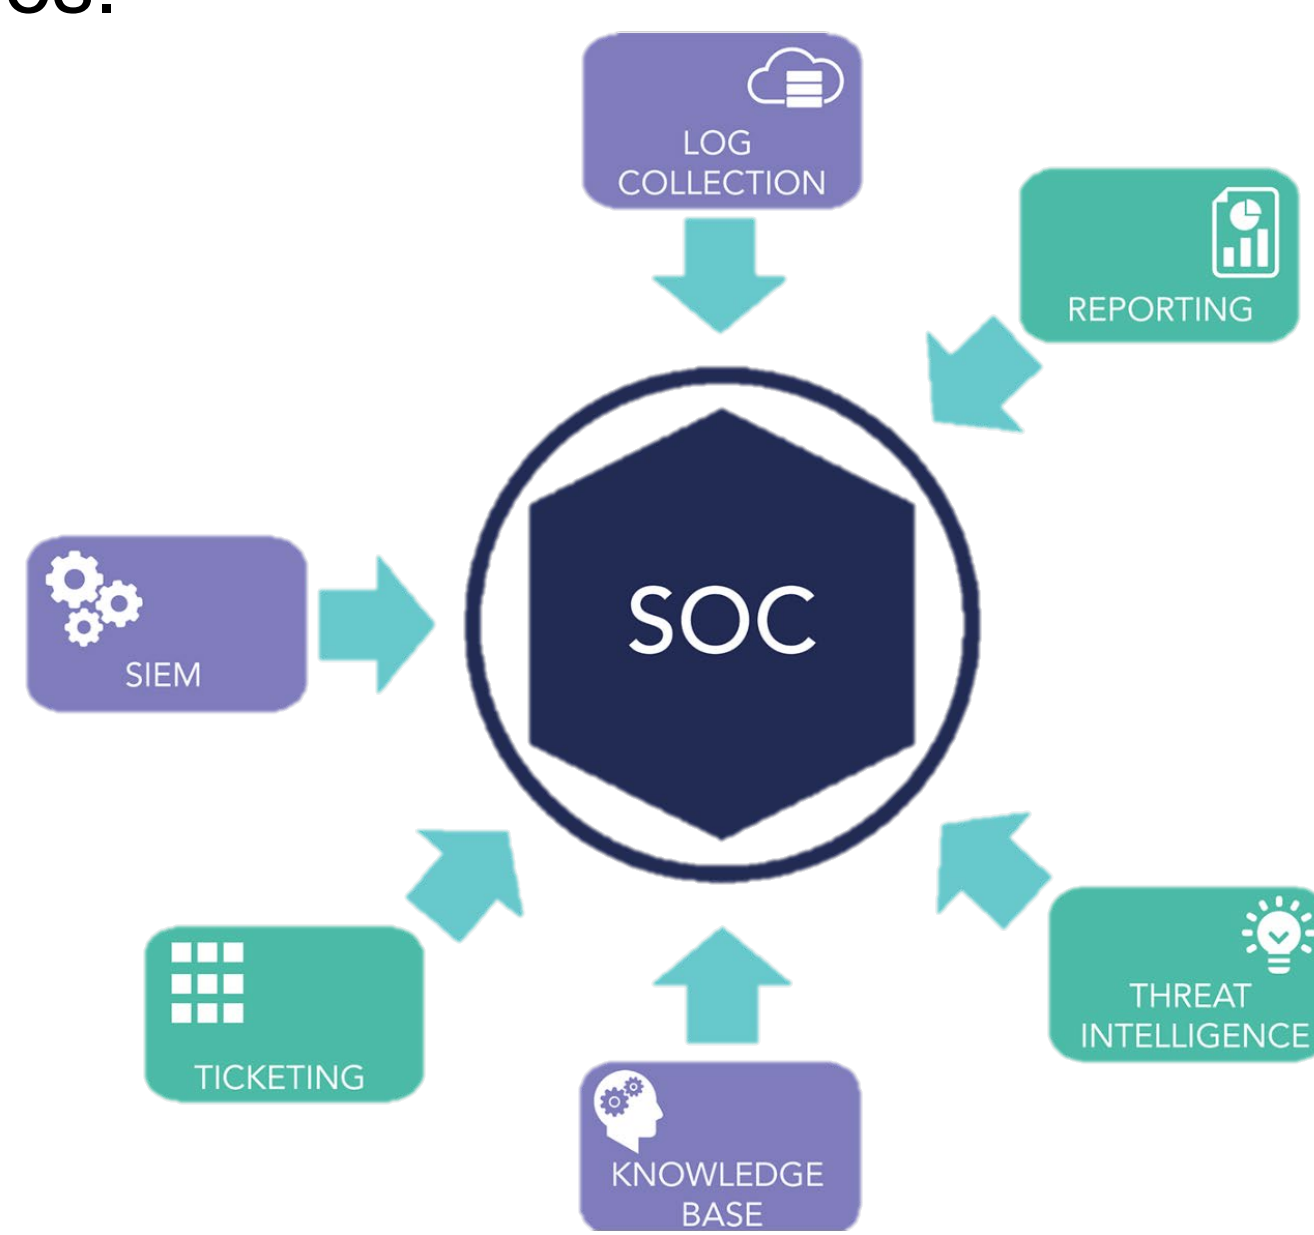 LOG
COLLECTION
REPORTING
SOC
SIEM
THREAT
INTELLIGENCE
TICKETING
KNOWLEDGE
BASE